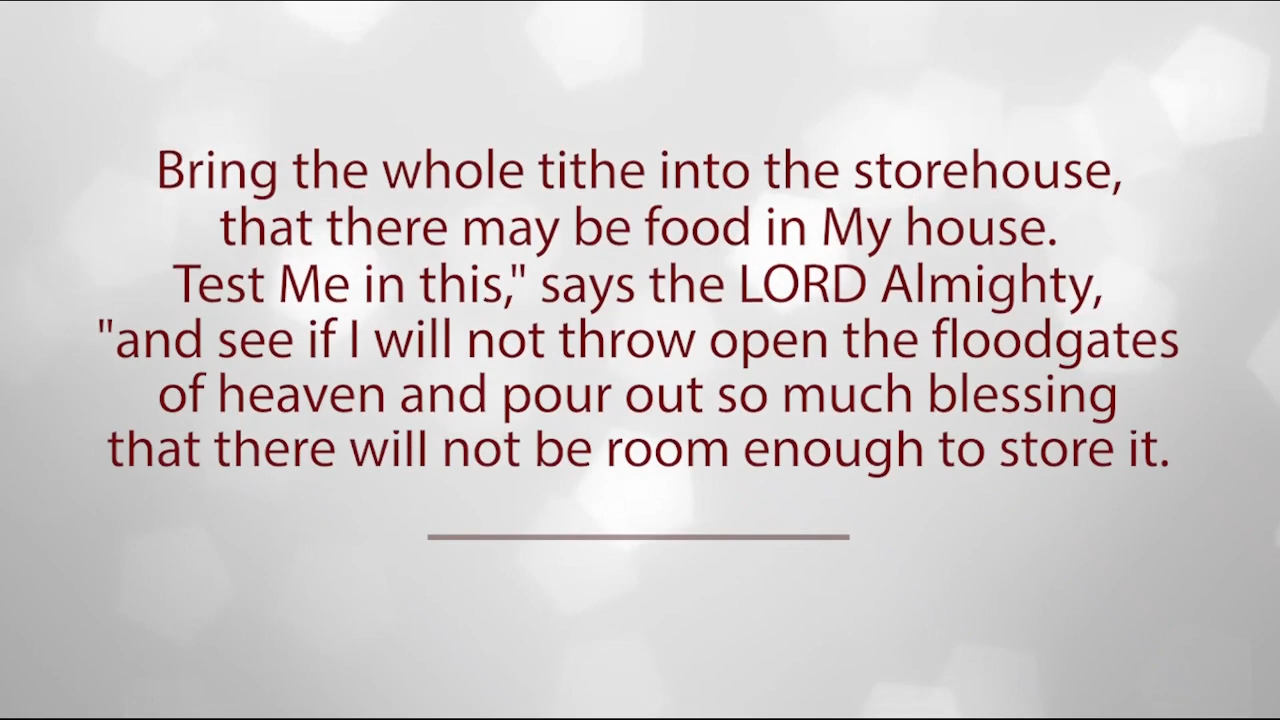 Bring the whole tithe into the storehouse,
that there may be food in My house.
Test Me in this," says the LORD Almighty,
"and see if I will not throw open the floodgates
of heaven and pour out so much blessing
that there will not be room enough to store it.